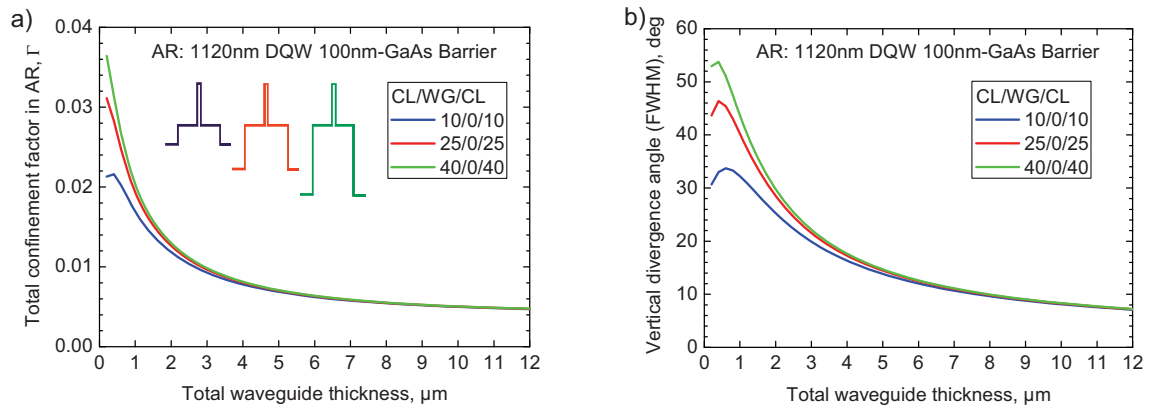 a)
AR: 1120nm DQW 100nm-GaAs Barrier
CL/WG/CL
10/0/10
25/0/25
40/0/40
Total confinement factor in AR, Γ
0.04
0.03
0.02
0.01
0.00
0 1 2 3 4 5 6 7 8 9 10 11 12
Total waveguide thickness, µm
b)
AR: 1120nm DQW 100nm-GaAs Barrier
CL/WG/CL
10/0/10
25/0/25
40/0/40
Vertical divergence angle (FWHM), deg
60
50
40
30
20
10
0
0 1 2 3 4 5 6 7 8 9 10 11 12
Total waveguide thickness, µm